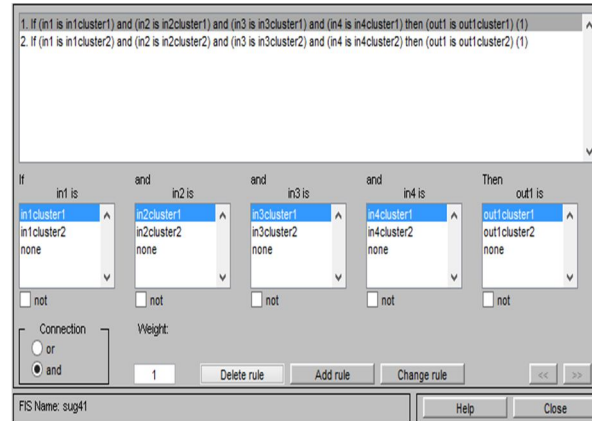 1. If (in1 is in1cluster1) and (in2 is in2cluster1) and (in3 is in3cluster1) and (in4 is in4cluster1) then (out1 is out1cluster1) (1)
2. If (in1 is in1cluster2) and (in2 is in2cluster2) and (in3 is in3cluster2) and (in4 is in4cluster2) then (out1 is out1cluster2) (1)
If and and and Then
in1 is in2 is in3 is in4 is out1 is
in1cluster1 in2cluster1 in3cluster1 in4cluster1 out1cluster1
in1cluster2 in2cluster2 in3cluster2 in4cluster2 out1cluster2
none none none none none
not not not not not
Connection Weight:
or
and 1 Delete rule Add rule Change rule << >>
FIS Name: sug41 Help Close